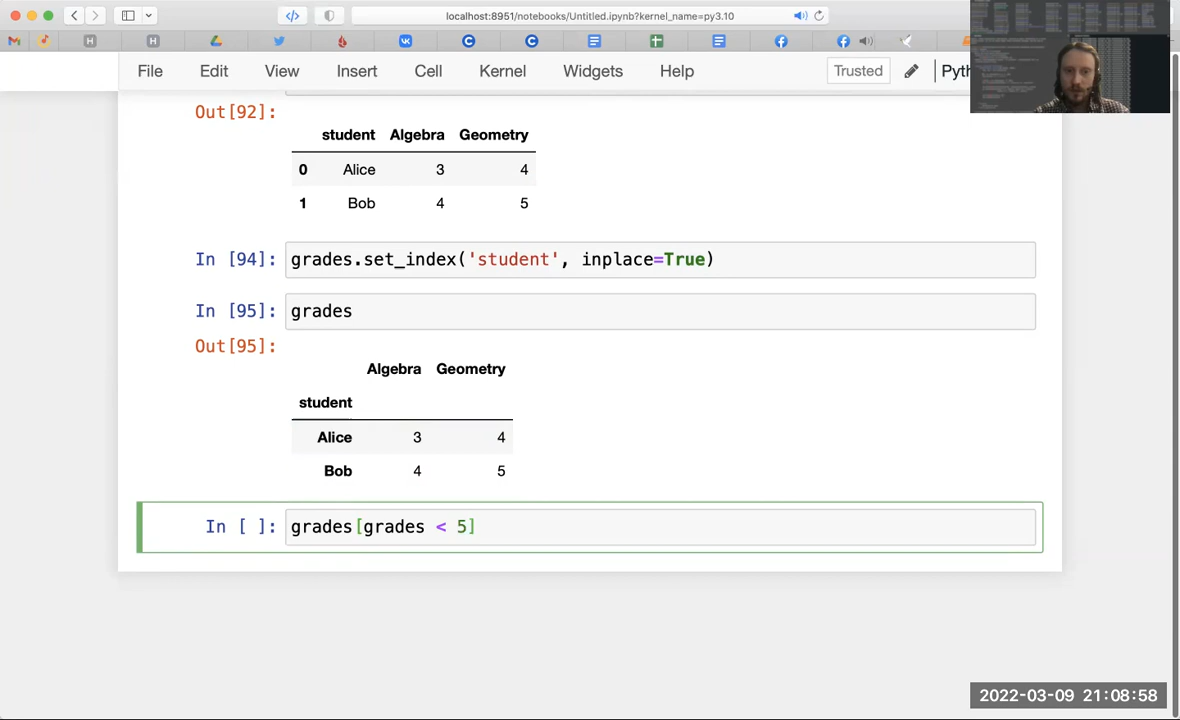 localhost:8951/notebooks/Untitled.ipynb?kernel_name=py3.10
File Edit View Insert Cell Kernel Widgets Help Trusted Pyth
Out[92]:
student Algebra Geometry
0 Alice 3 4
1 Bob 4 5
In [94]: grades.set_index('student', inplace=True)
In [95]: grades
Out[95]:
Algebra Geometry
student
Alice 3 4
Bob 4 5
In [ ]: grades[grades < 5]
2022-03-09 21:08:58